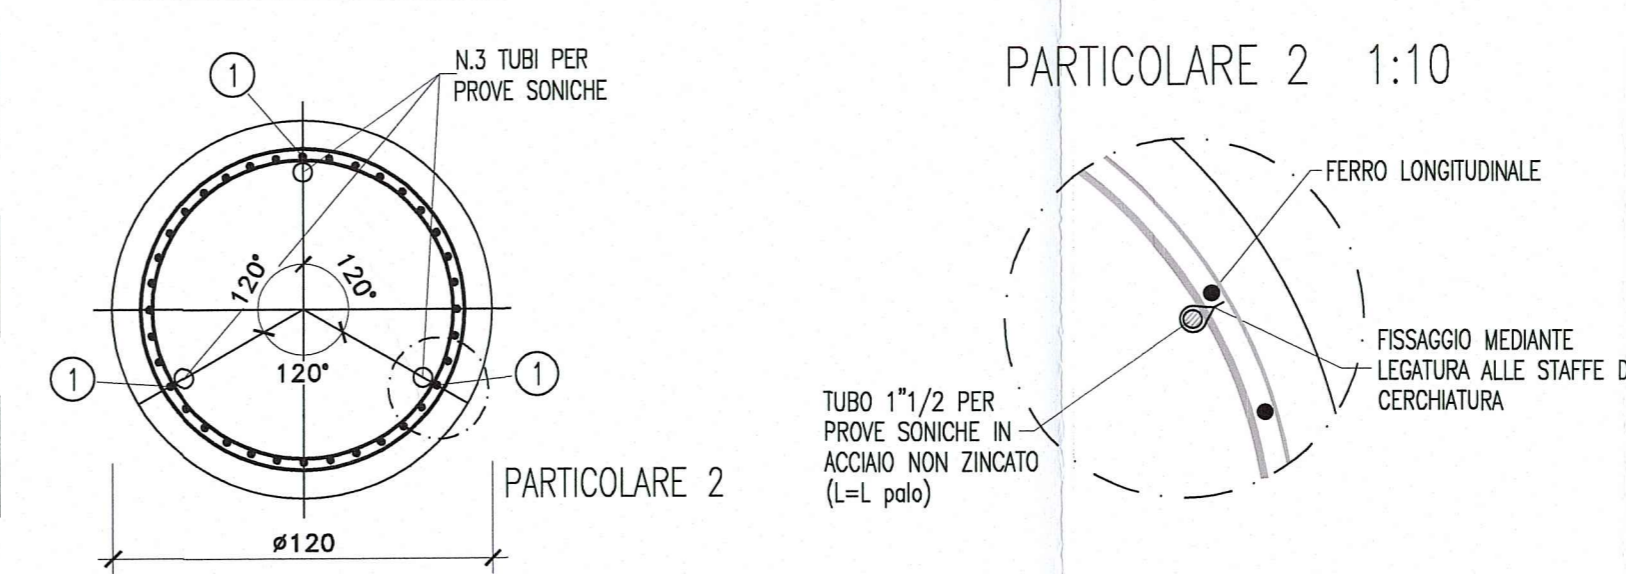 1
N.3 TUBI PER
PROVE SONICHE
120°
120°
120°
1
1
PARTICOLARE 2
ø120
PARTICOLARE 2 1:10
FERRO LONGITUDINALE
FISSAGGIO MEDIANTE
LEGATURA ALLE STAFFE D
CERCHIATURA
TUBO 1"1/2 PER
PROVE SONICHE IN
ACCIAIO NON ZINCATO
(L=L palo)